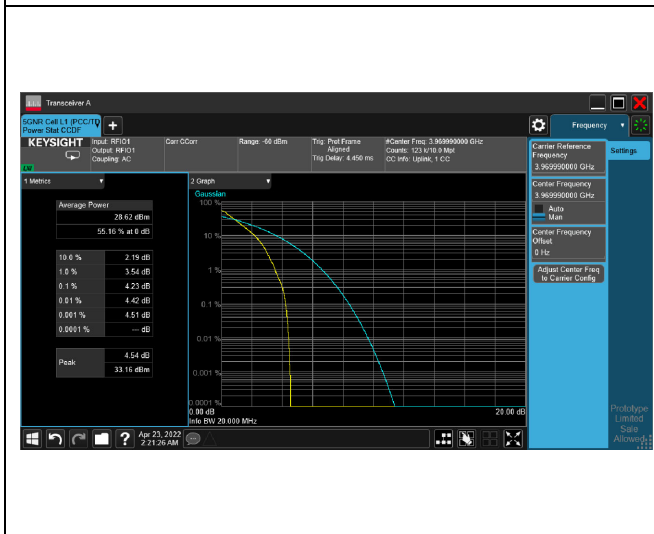 Transceiver A
5GNR Cell L1 (PCC/TD
Power Stat CCDF
Frequency
KEYSIGHT
Input: RFIO1
Output: RFIO1
Coupling: AC
Corr CCorr
Range: -60 dBm
Trig: Pret Frame
Aligned
Trig Delay: 4.450 ms
#Center Freq: 3.969990000 GHz
Counts: 123 k/10.0 Mpt
CC Info: Uplink, 1 CC
Carrier Reference
Frequency
3.969990000 GHz
Settings
Center Frequency
3.969990000 GHz
Auto
Man
Center Frequency
Offset
0 Hz
Adjust Center Freq
to Carrier Config
1 Metrics
Average Power
28.62 dBm
55.16 % at 0 dB
10.0 % 2.19 dB
1.0 % 3.54 dB
0.1 % 4.23 dB
0.01 % 4.42 dB
0.001 % 4.51 dB
0.0001 % --- dB
Peak
4.54 dB
33.16 dBm
2 Graph
Gaussian
100 %
10 %
1 %
0.1 %
0.01 %
0.001 %
0.0001 %
0.00 dB
20.00 dB
Info BW 20.000 MHz
Prototype
Limited
Sale
Allowed
Apr 23, 2022
2:21:26 AM